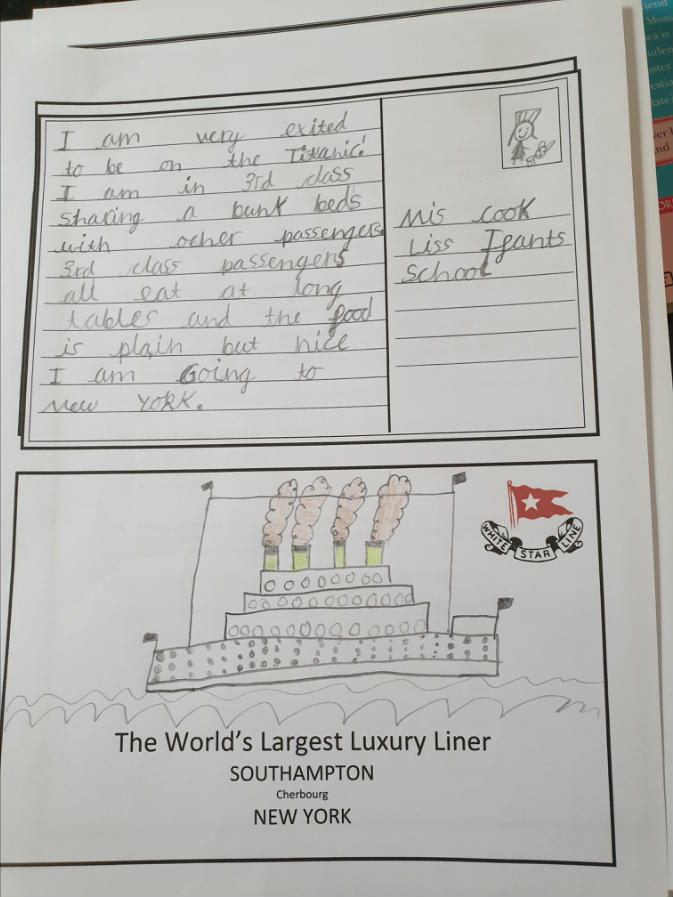 I am very exited
to be on the Titanic!
I am in 3rd class
sharing a bunk beds
with other passengers
3rd class passengers
all eat at long
tables and the food
is plain but nice
I am Going to
New YORK.
Mis cook
Liss Ifants
School
WHITE STAR LINE
The World's Largest Luxury Liner
SOUTHAMPTON
Cherbourg
NEW YORK